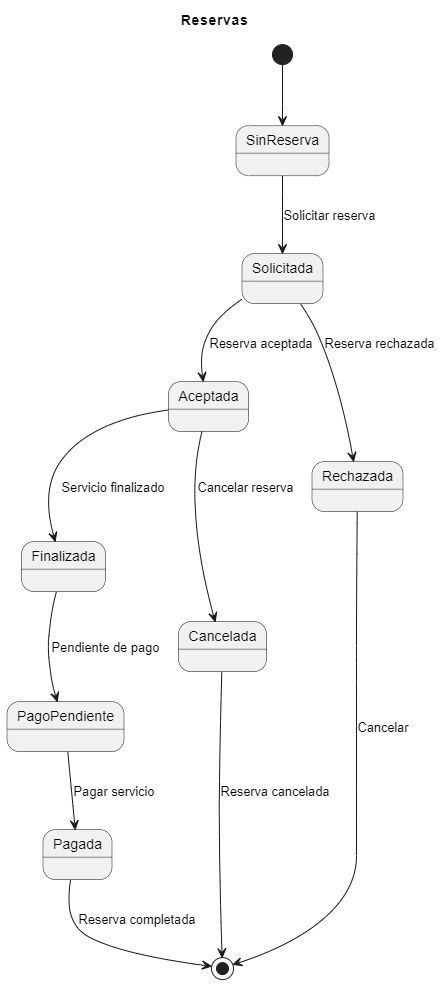 Reservas
SinReserva
Solicitar reserva
Solicitada
Reserva aceptada
Reserva rechazada
Aceptada
Rechazada
Servicio finalizado
Cancelar reserva
Finalizada
Cancelada
Pendiente de pago
PagoPendiente
Cancelar
Pagar servicio
Reserva cancelada
Pagada
Reserva completada